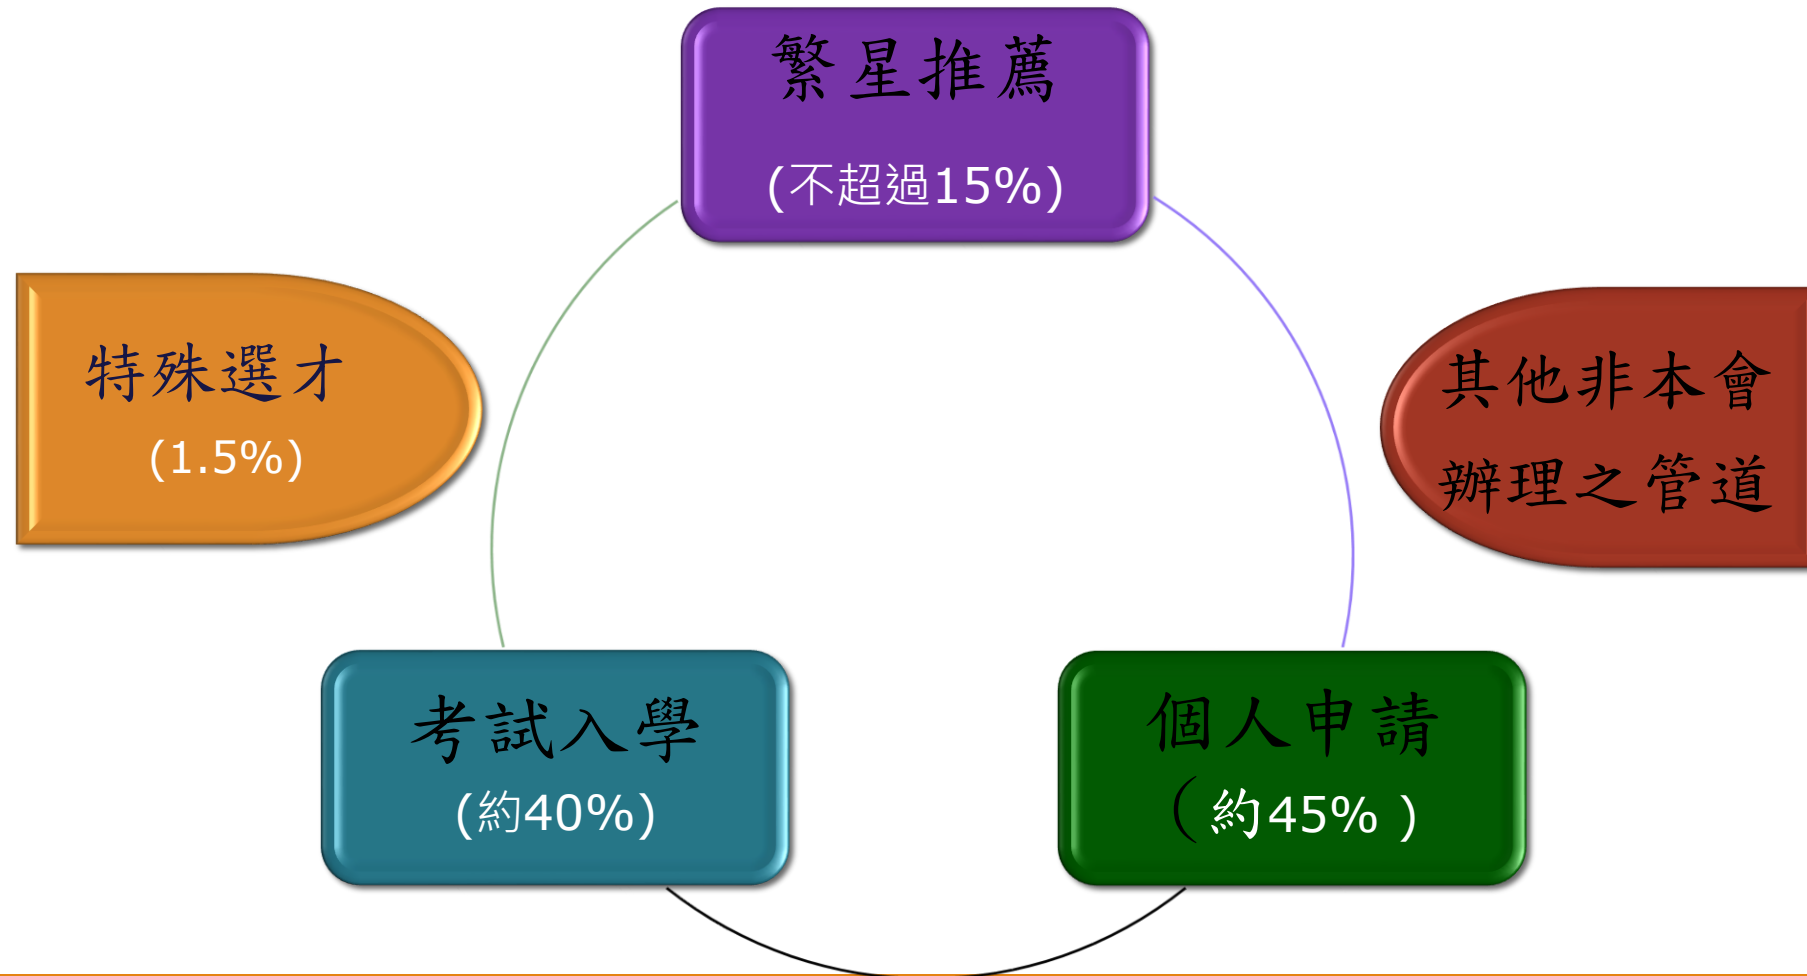 繁星推薦
(不超過15%)
特殊選才
(1.5%)
其他非本會
辦理之管道
考試入學
(約40%)
個人申請
（約45% )